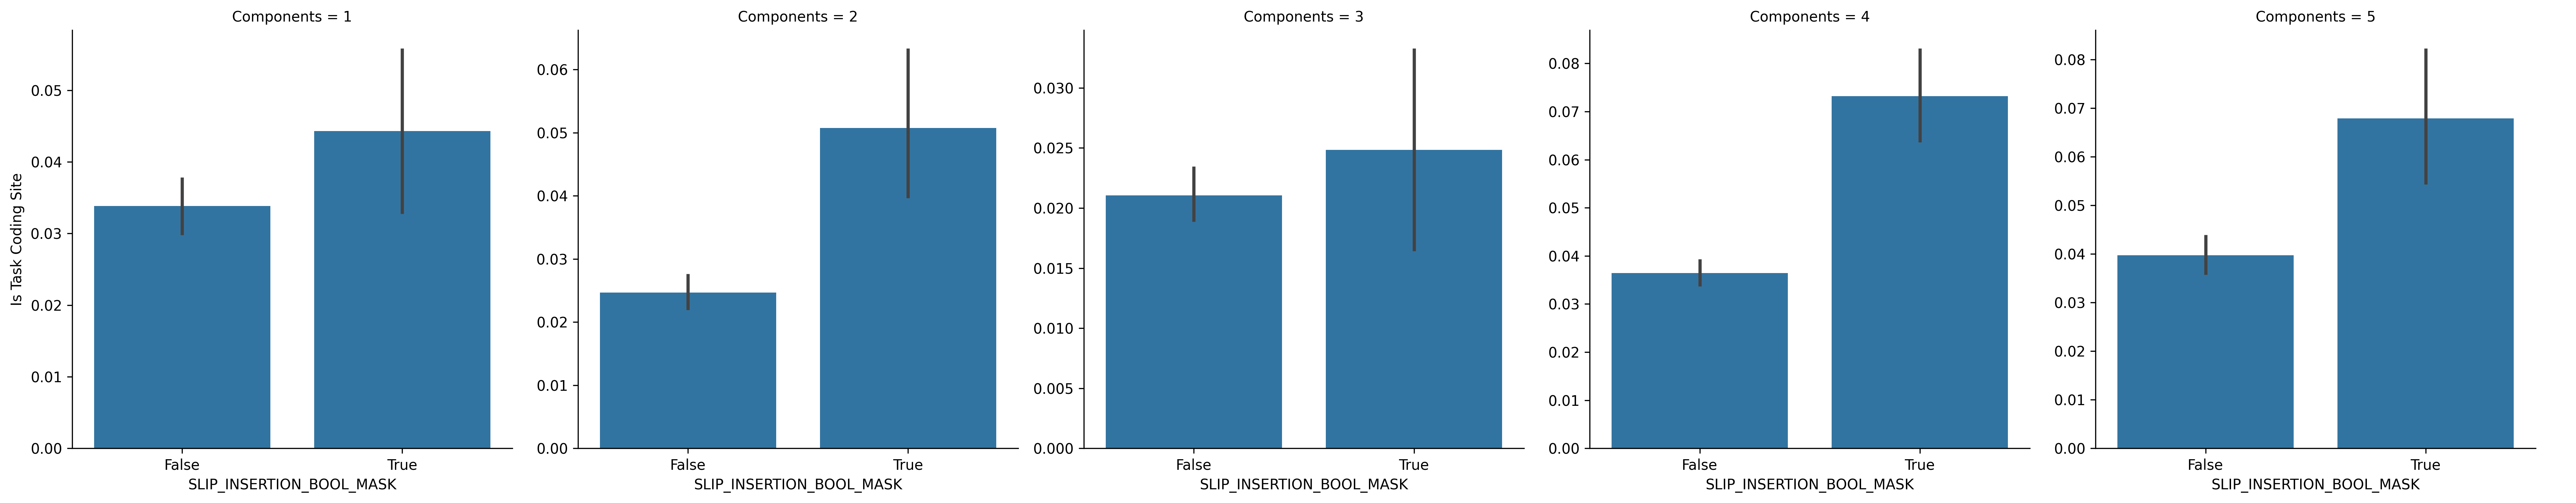 Components = 1
Components = 2
Components = 3
Components = 4
Components = 5
Is Task Coding Site
0.05
0.04
0.03
0.02
0.01
0.00
False
True
SLIP_INSERTION_BOOL_MASK
0.06
0.05
0.04
0.03
0.02
0.01
0.00
False
True
SLIP_INSERTION_BOOL_MASK
0.030
0.025
0.020
0.015
0.010
0.005
0.000
False
True
SLIP_INSERTION_BOOL_MASK
0.08
0.07
0.06
0.05
0.04
0.03
0.02
0.01
0.00
False
True
SLIP_INSERTION_BOOL_MASK
0.08
0.07
0.06
0.05
0.04
0.03
0.02
0.01
0.00
False
True
SLIP_INSERTION_BOOL_MASK